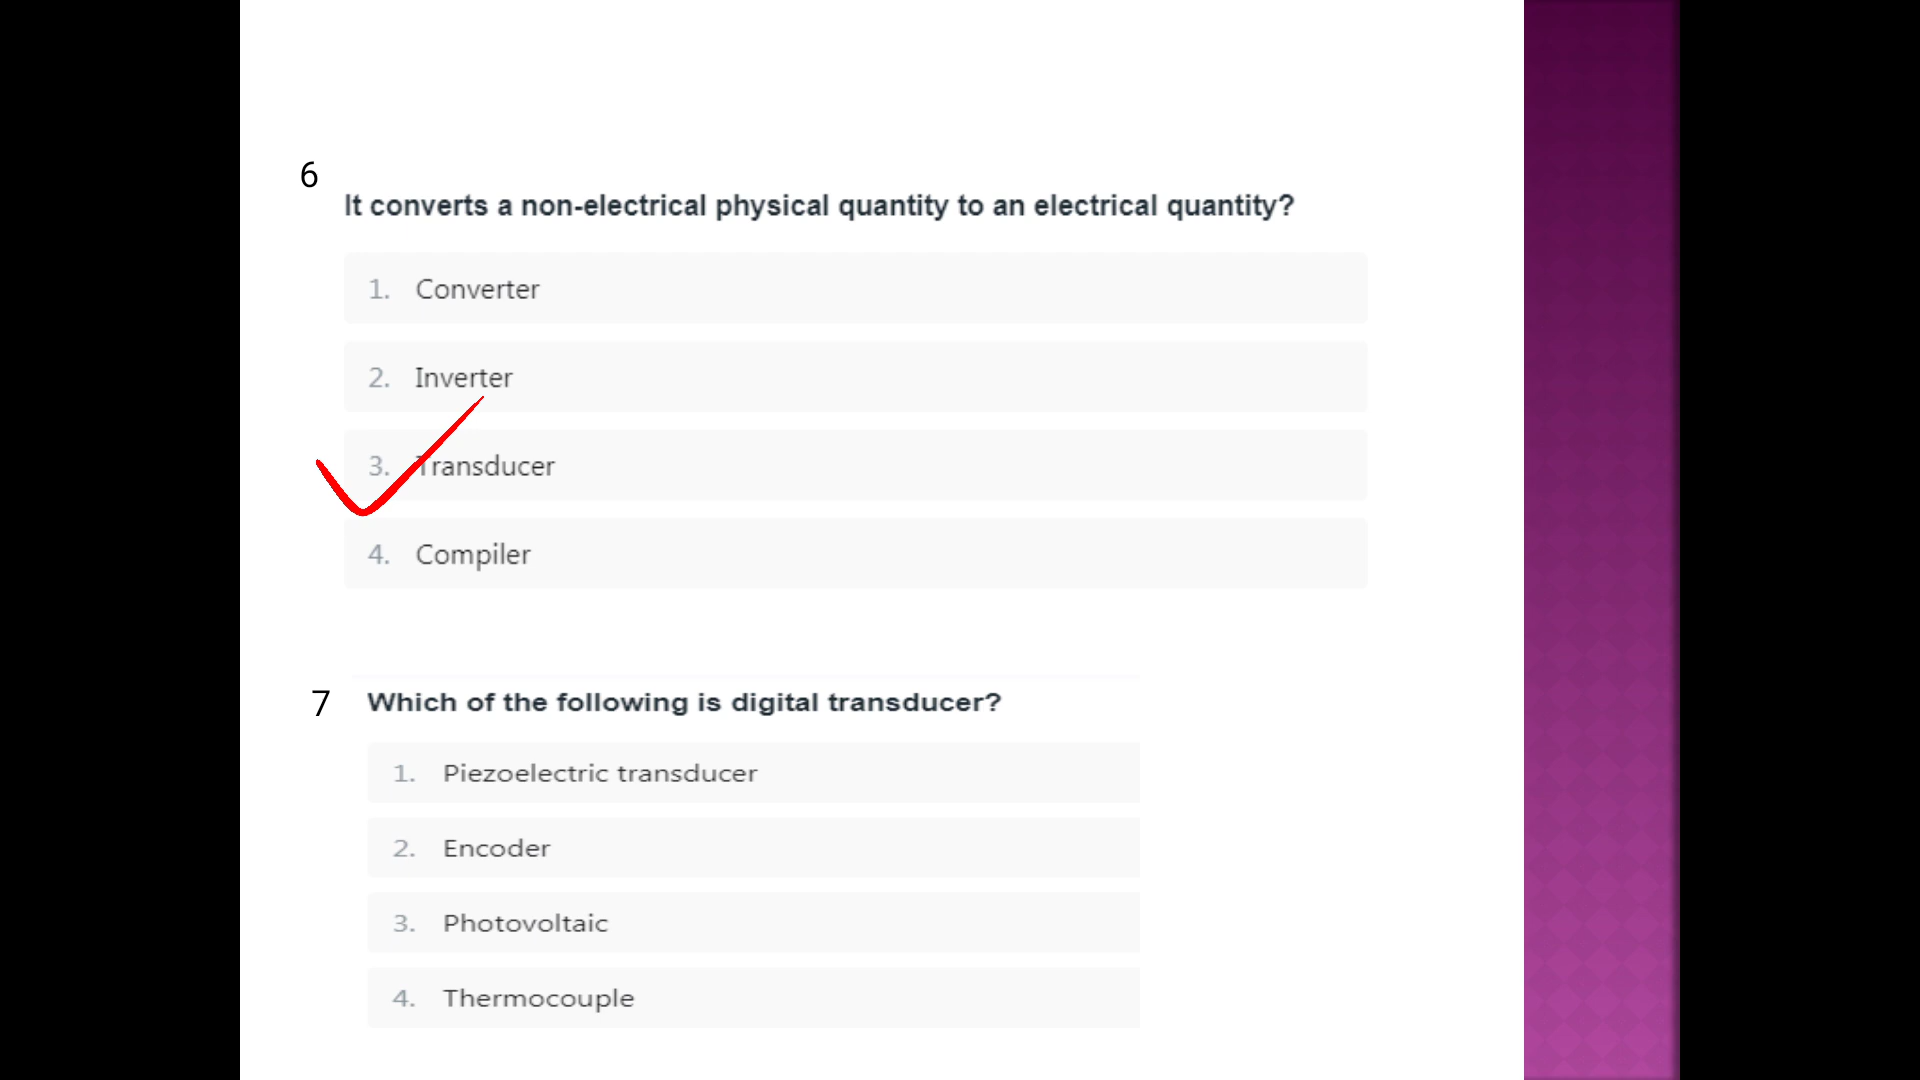 6
It converts a non-electrical physical quantity to an electrical quantity?
1. Converter
2. Inverter
3. Transducer
4. Compiler
7 Which of the following is digital transducer?
1. Piezoelectric transducer
2. Encoder
3. Photovoltaic
4. Thermocouple